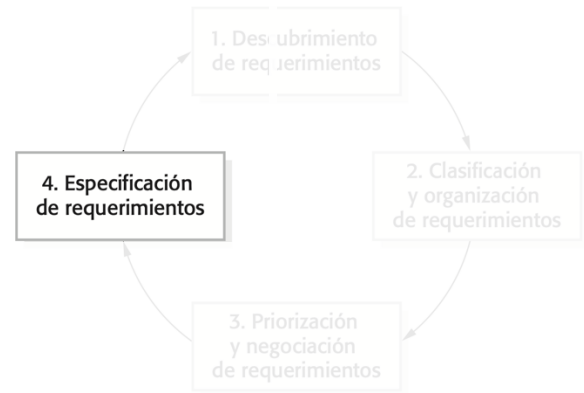 1. Descubrimiento
de requerimientos
2. Clasificación
y organización
de requerimientos
3. Priorización
y negociación
de requerimientos
4. Especificación
de requerimientos